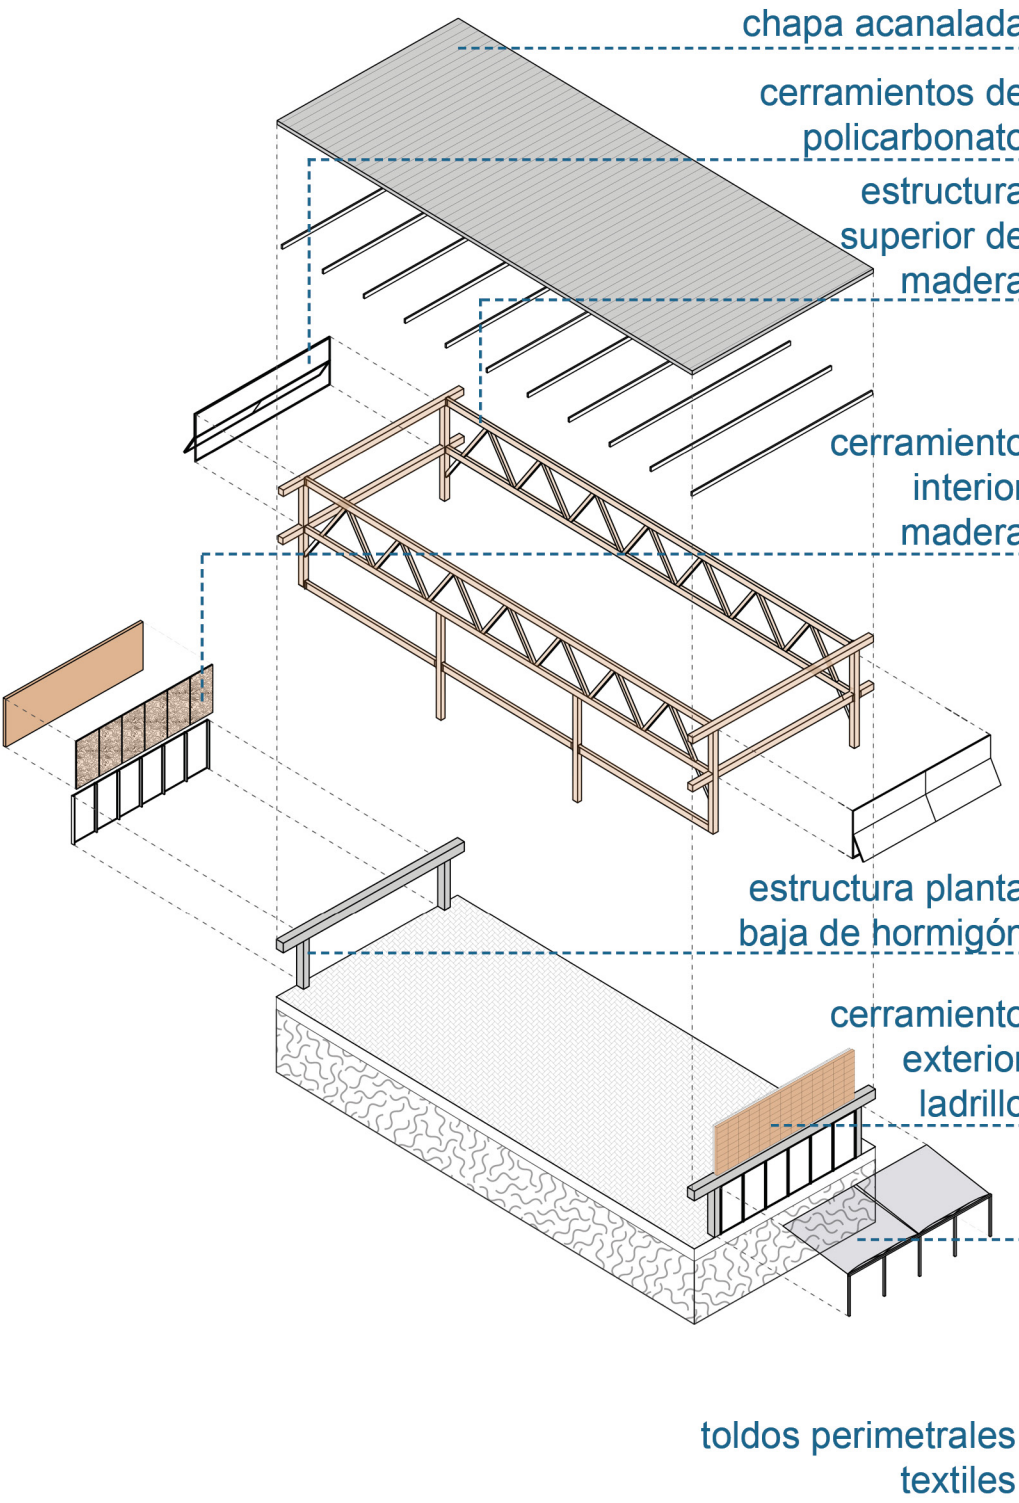 chapa acanalada
cerramientos de
policarbonato
estructura
superior de
madera
cerramiento
interior
madera
estructura planta
baja de hormigón
cerramiento
exterior
ladrillo
toldos perimetrales
textiles